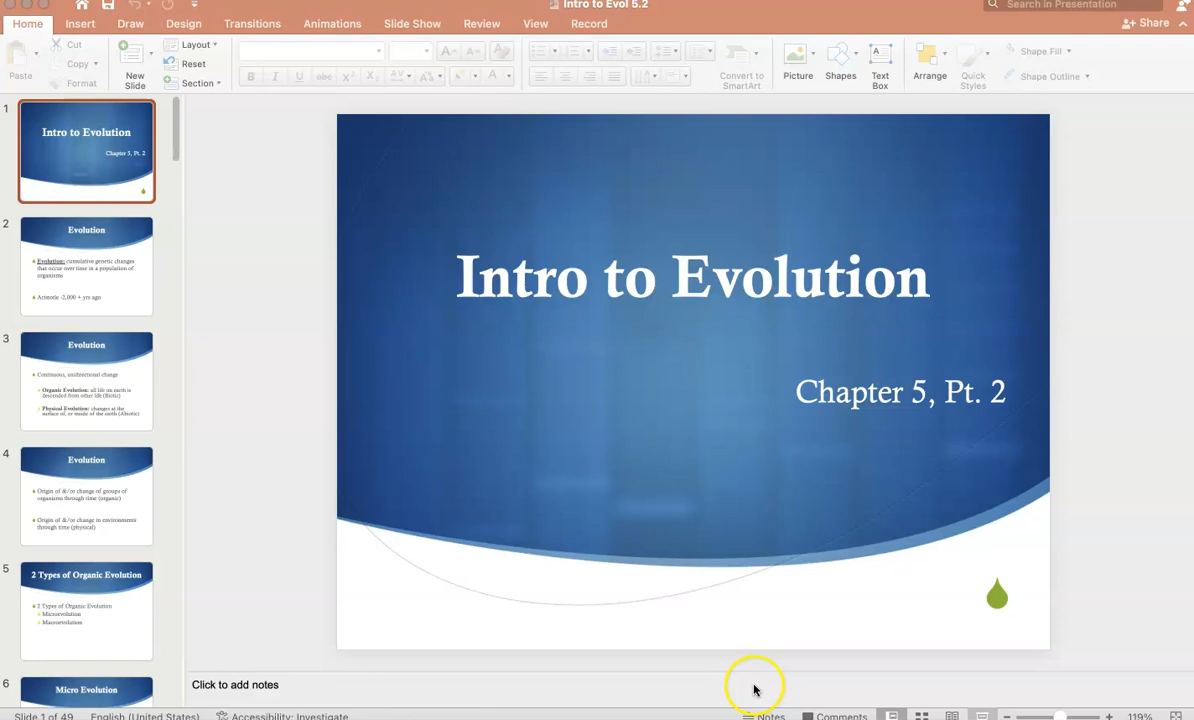 Intro to Evol 5.2
Search in Presentation
Home Insert Draw Design Transitions Animations Slide Show Review View Record
Share
Paste
Cut
Copy
Format
New Slide
Layout
Reset
Section
B I U abc X² X₂ AV Aa A
Convert to SmartArt
Picture
Shapes
Text Box
Arrange
Quick Styles
Shape Fill
Shape Outline
1
Intro to Evolution
Chapter 5, Pt. 2
2
Evolution
Evolution: cumulative genetic changes
that occur over time in a population of
organisms
Aristotle -2,000 + yrs ago
3
Evolution
Continuous, unidirectional change
Organic Evolution: all life on earth is
descended from other life (Biotic)
Physical Evolution: changes at the
surface of, or inside of the earth (Abiotic)
4
Evolution
Origin of &/or change of groups of
organisms through time (organic)
Origin of &/or change in environments
through time (physical)
5
2 Types of Organic Evolution
2 Types of Organic Evolution
Microevolution
Macroevolution
6
Micro Evolution
Intro to Evolution
Chapter 5, Pt. 2
Click to add notes
Slide 1 of 49 English (United States) Accessibility: Investigate Notes Comments 119%